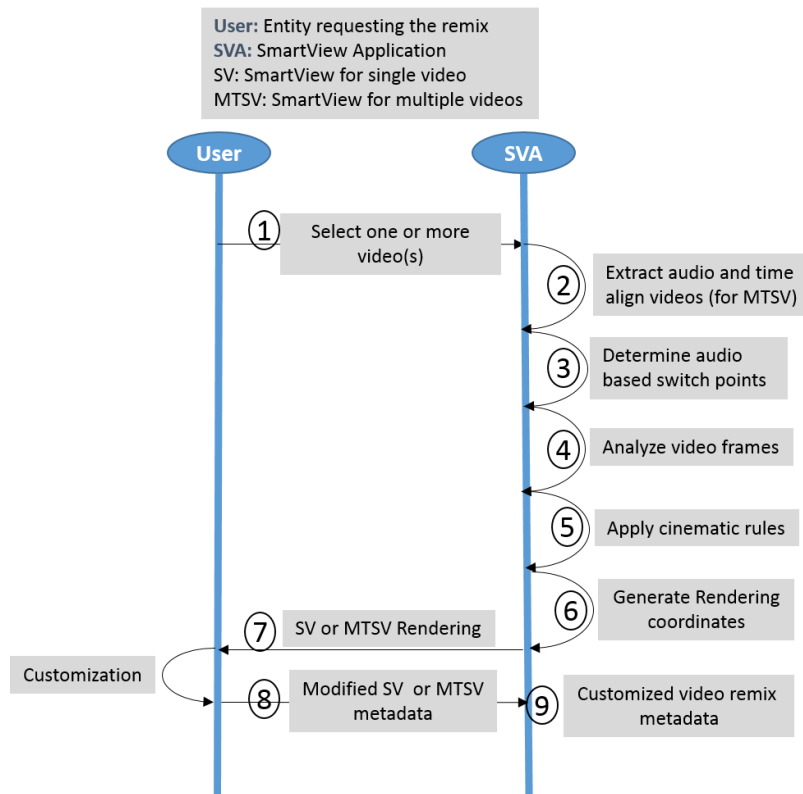 User: Entity requesting the remix
SVA: SmartView Application
SV: SmartView for single video
MTSV: SmartView for multiple videos
User
SVA
1
Select one or more
video(s)
2
Extract audio and time
align videos (for MTSV)
3
Determine audio
based switch points
4
Analyze video frames
5
Apply cinematic rules
6
Generate Rendering
coordinates
7
SV or MTSV Rendering
Customization
8
Modified SV or MTSV
metadata
9
Customized video remix
metadata